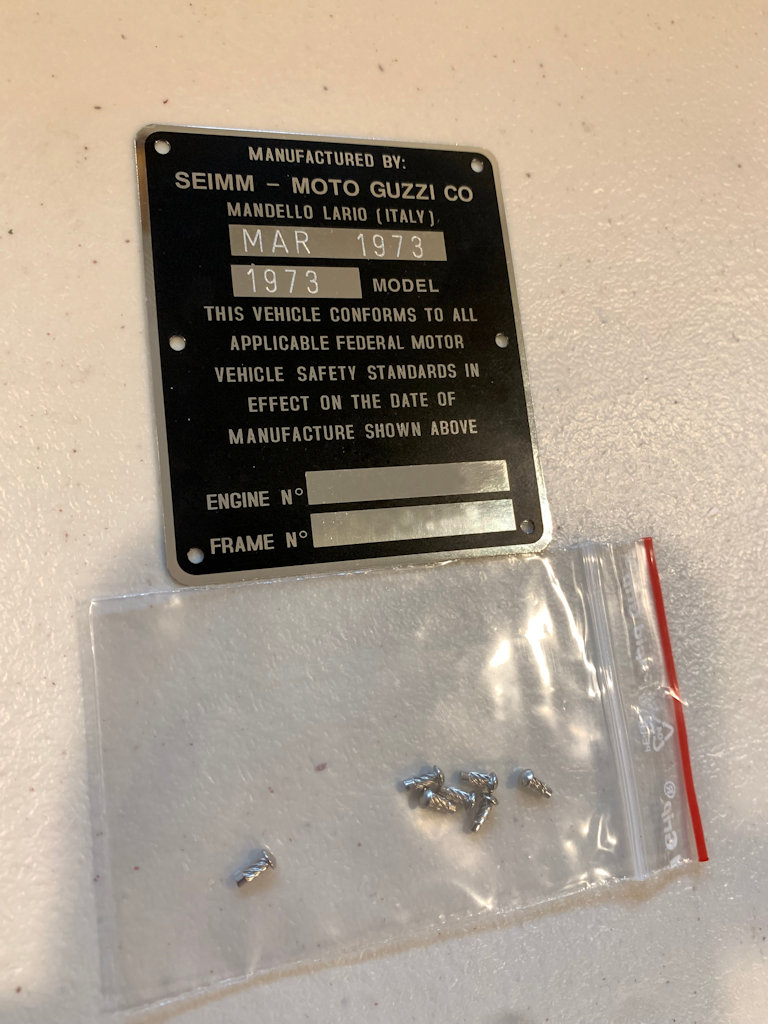 MANUFACTURED BY:
SEIMM - MOTO GUZZI CO
MANDELLO LARIO (ITALY)
MAR 1973
1973 MODEL
THIS VEHICLE CONFORMS TO ALL
APPLICABLE FEDERAL MOTOR
VEHICLE SAFETY STANDARDS IN
EFFECT ON THE DATE OF
MANUFACTURE SHOWN ABOVE
ENGINE N°
FRAME N°